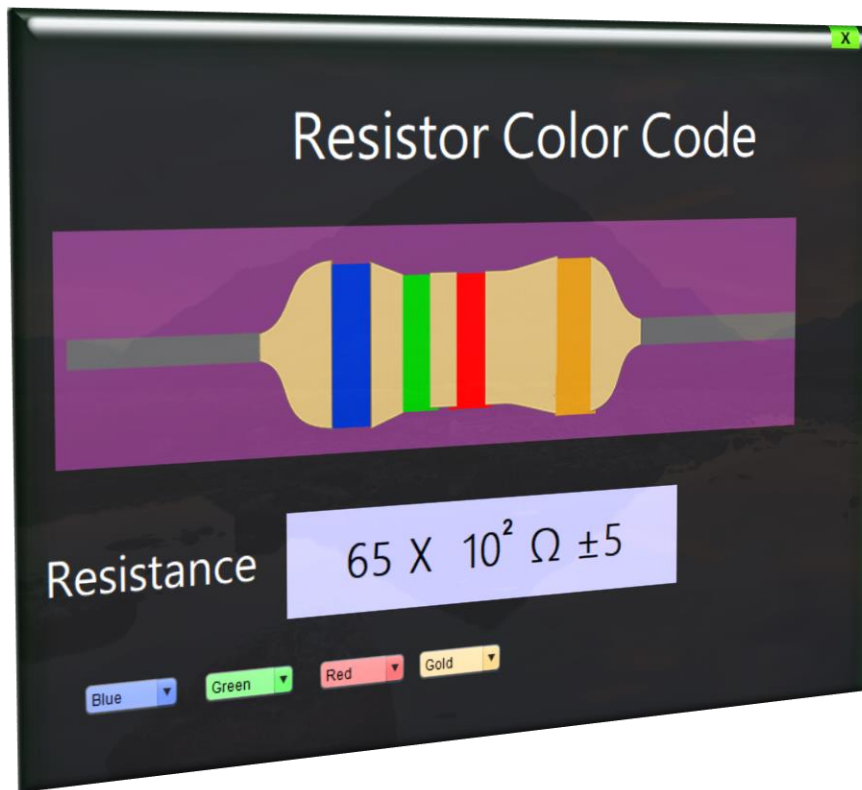 X
Resistor Color Code
Resistance 65 X 10² Ω ±5
Blue Green Red Gold